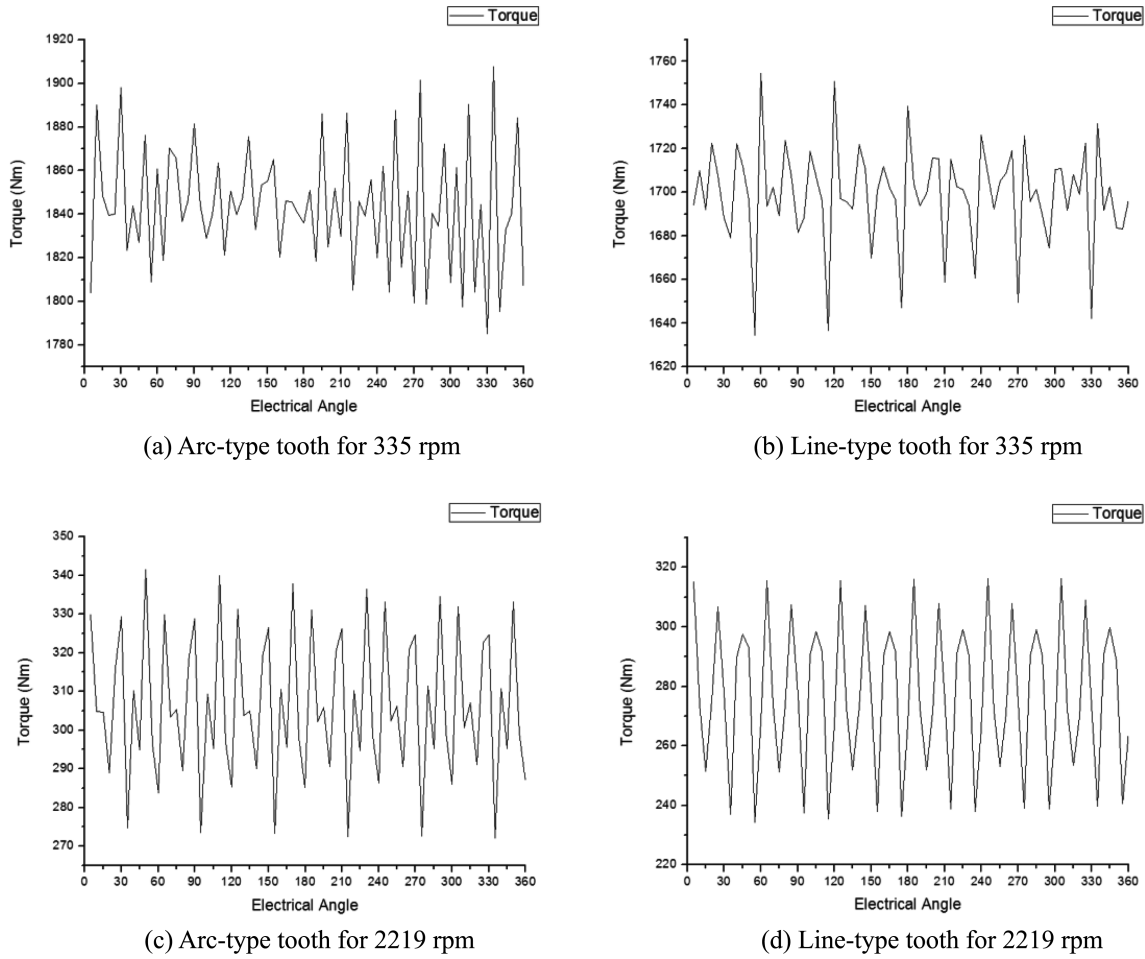 Torque
1920
1900
1880
1860
1840
1820
1800
1780
Torque (Nm)
0 30 60 90 120 150 180 210 240 270 300 330 360
Electrical Angle
(a) Arc-type tooth for 335 rpm
Torque
1760
1740
1720
1700
1680
1660
1640
1620
Torque (Nm)
0 30 60 90 120 150 180 210 240 270 300 330 360
Electrical Angle
(b) Line-type tooth for 335 rpm
Torque
350
340
330
320
310
300
290
280
270
Torque (Nm)
0 30 60 90 120 150 180 210 240 270 300 330 360
Electrical Angle
(c) Arc-type tooth for 2219 rpm
Torque
320
300
280
260
240
220
Torque (Nm)
0 30 60 90 120 150 180 210 240 270 300 330 360
Electrical Angle
(d) Line-type tooth for 2219 rpm